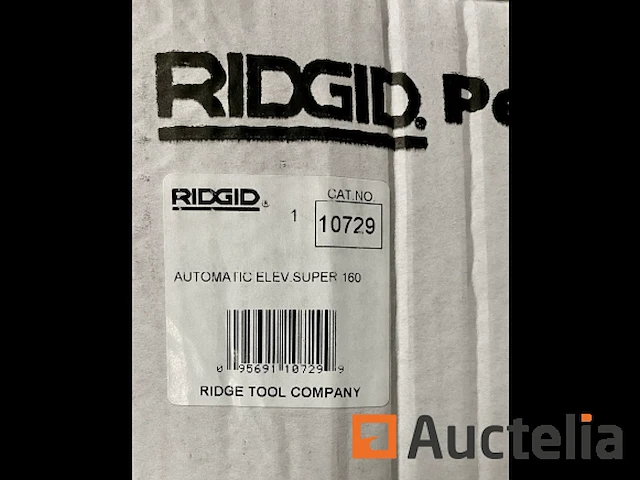 RIDGID. Pe
RIDGID®
1
CAT.NO.
10729
AUTOMATIC ELEV.SUPER 160
0 95691 10729 9
RIDGE TOOL COMPANY
Auctelia